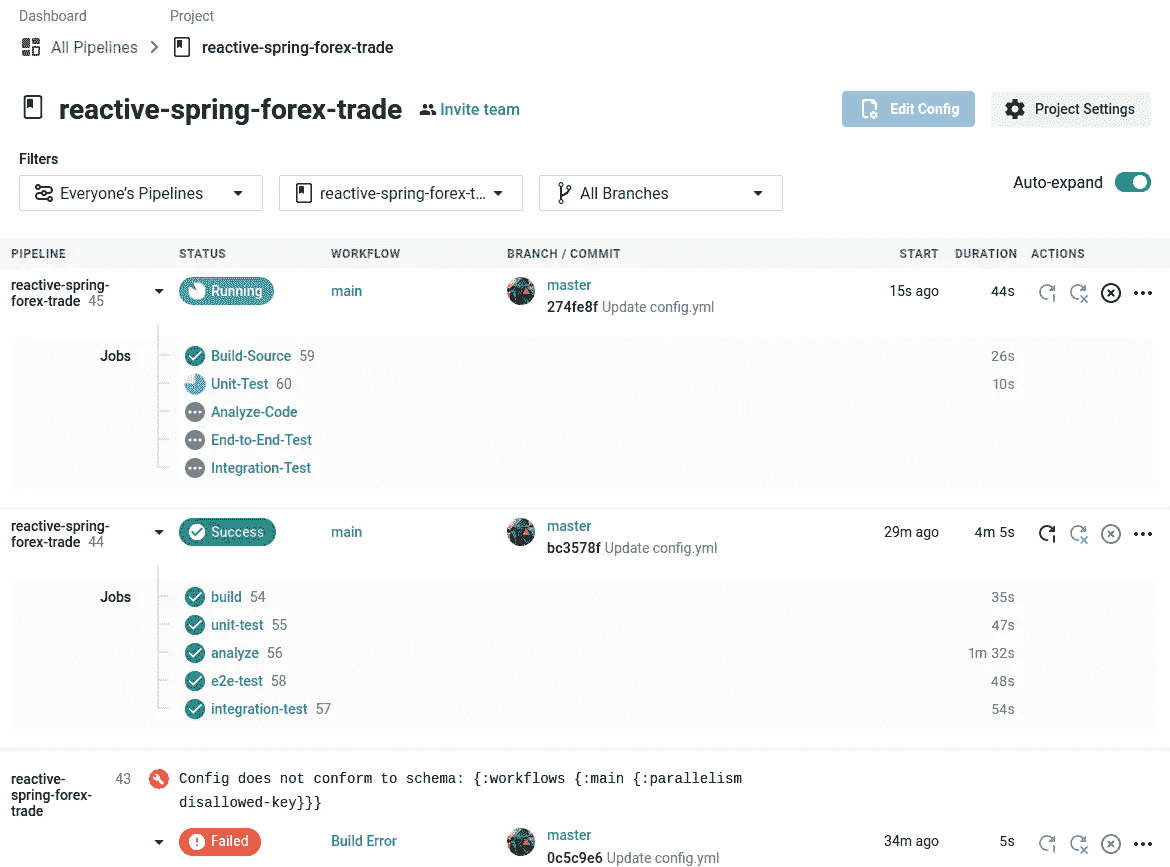 Dashboard Project
All Pipelines reactive-spring-forex-trade
reactive-spring-forex-trade Invite team Edit Config Project Settings
Filters
Everyone's Pipelines reactive-spring-forex-t... All Branches Auto-expand
PIPELINE STATUS WORKFLOW BRANCH / COMMIT START DURATION ACTIONS
reactive-spring- Running main master 15s ago 44s
forex-trade 45 274fe8f Update config.yml
Jobs Build-Source 59 26s
Unit-Test 60 10s
Analyze-Code
End-to-End-Test
Integration-Test
reactive-spring- Success main master 29m ago 4m 5s
forex-trade 44 bc3578f Update config.yml
Jobs build 54 35s
unit-test 55 47s
analyze 56 1m 32s
e2e-test 58 48s
integration-test 57 54s
reactive- 43 Config does not conform to schema: {:workflows {:main {:parallelism
spring-forex- disallowed-key}}}
trade
Failed Build Error master 34m ago 5s
0c5c9e6 Update config.yml